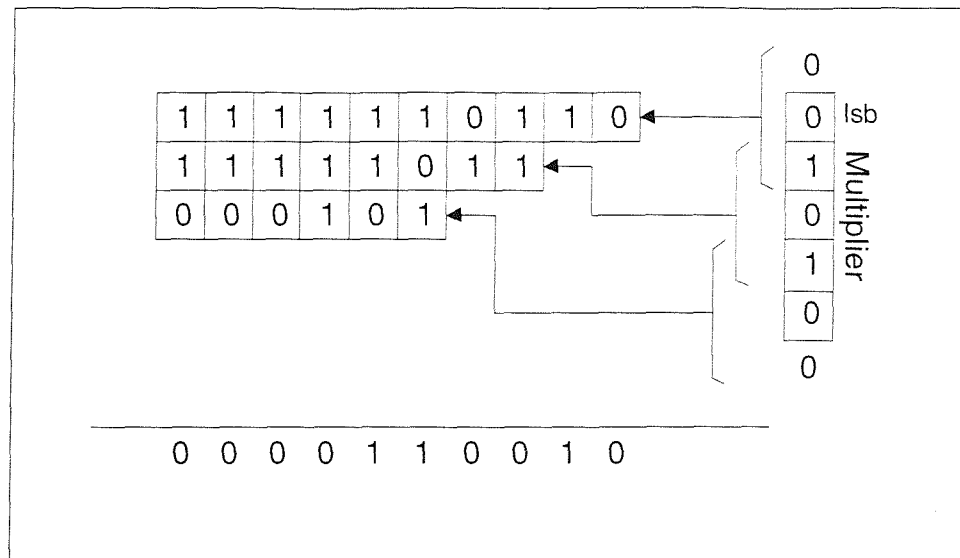 0
1 1 1 1 1 1 0 1 1 0 0 lsb
1 1 1 1 1 0 1 1 1
0 0 0 1 0 1 0
1
0
0
Multiplier
0 0 0 0 1 1 0 0 1 0